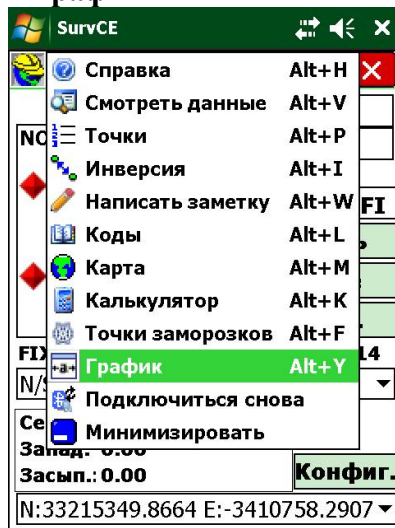 SurvCE
Справка Alt+H
Смотреть данные Alt+V
Точки Alt+P
Инверсия Alt+I
Написать заметку Alt+W
Коды Alt+L
Карта Alt+M
Калькулятор Alt+K
Точки заморозков Alt+F
График Alt+Y
Подключиться снова
Минимизировать
NO
FI
FIX
14
N/
Се
Запад. 0.00
Засып.: 0.00
Конфиг.
N:33215349.8664 E:-3410758.2907